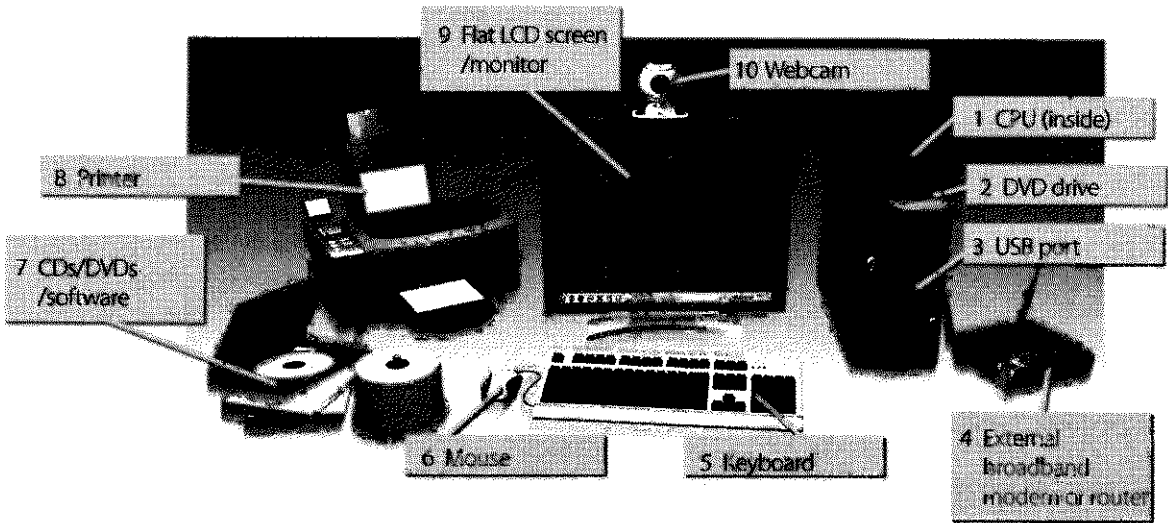 9 Flat LCD screen
/monitor
10 Webcam
1 CPU (inside)
8 Printer
2 DVD drive
3 USB port
7 CDs/DVDs
/software
6 Mouse
5 Keyboard
4 External
broadband
modem or router